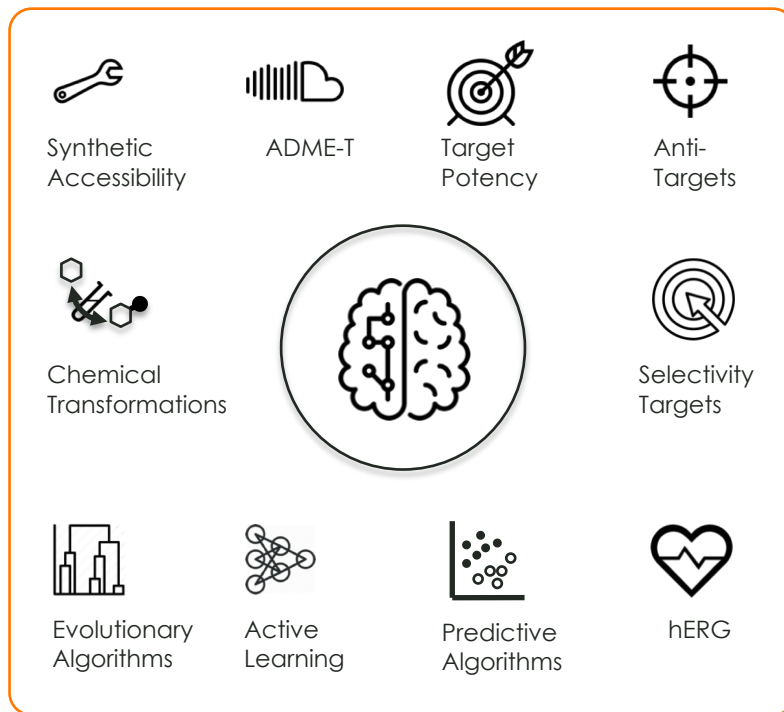 Synthetic
Accessibility
ADME-T
Target
Potency
Anti-
Targets
Chemical
Transformations
Selectivity
Targets
Evolutionary
Algorithms
Active
Learning
Predictive
Algorithms
hERG